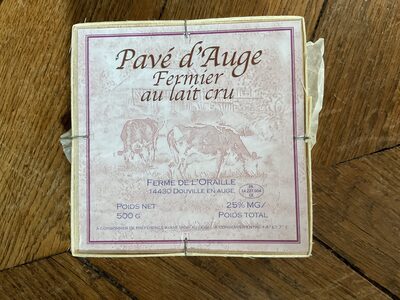 Pavé d'Auge
Fermier
au lait cru
FERME DE L'ORAILLE
14430 DOUVILLE EN AUGE
POIDS NET
500 G
25% MG/
POIDS TOTAL